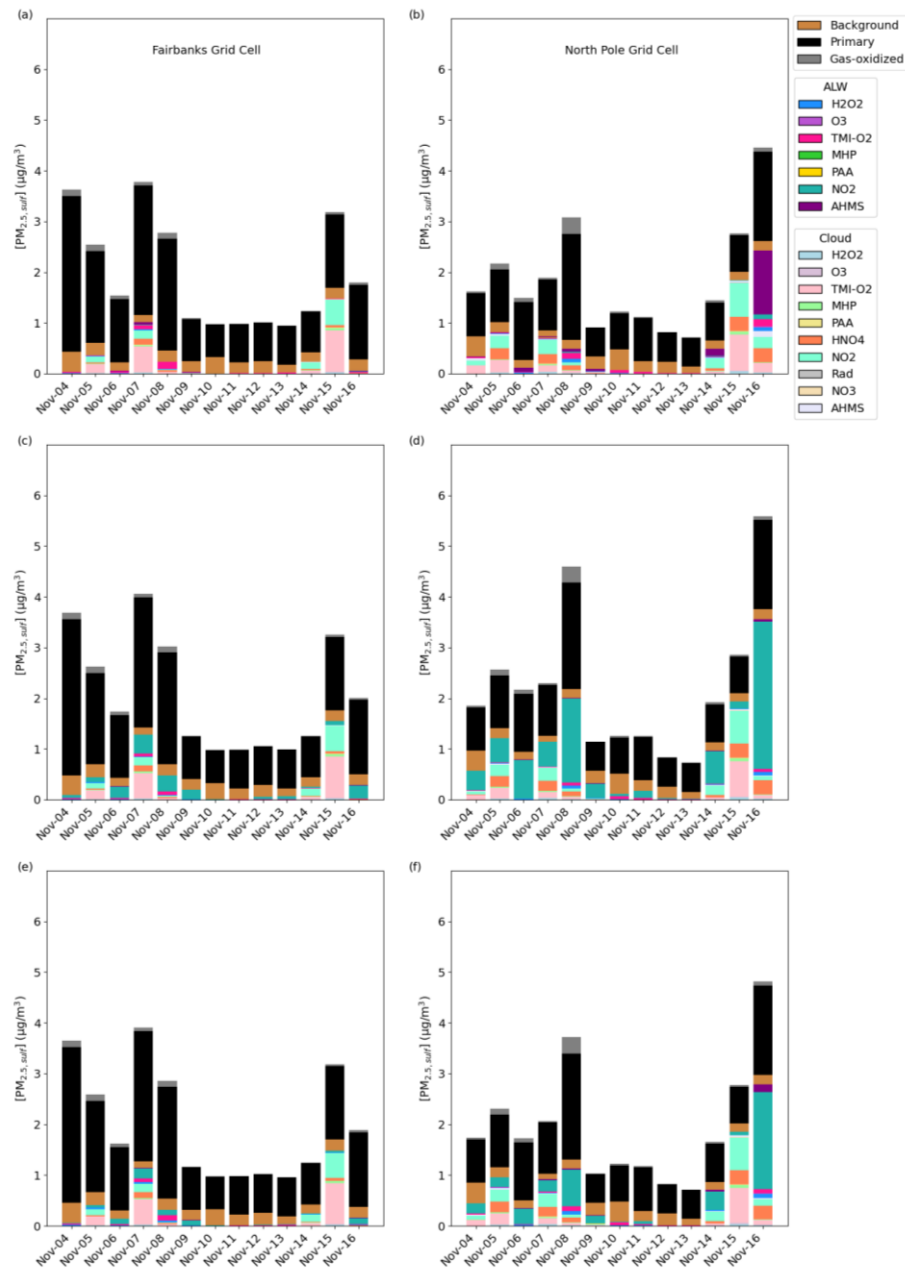 (a)
Fairbanks Grid Cell
[PM2.5,sulf] (µg/m³)
6
5
4
3
2
1
0
Nov-04
Nov-05
Nov-06
Nov-07
Nov-08
Nov-09
Nov-10
Nov-11
Nov-12
Nov-13
Nov-14
Nov-15
Nov-16
(b)
North Pole Grid Cell
[PM2.5,sulf] (µg/m³)
6
5
4
3
2
1
0
Nov-04
Nov-05
Nov-06
Nov-07
Nov-08
Nov-09
Nov-10
Nov-11
Nov-12
Nov-13
Nov-14
Nov-15
Nov-16
Background
Primary
Gas-oxidized
ALW
H2O2
O3
TMI-O2
MHP
PAA
NO2
AHMS
Cloud
H2O2
O3
TMI-O2
MHP
PAA
HNO4
NO2
Rad
NO3
AHMS
(c)
[PM2.5,sulf] (µg/m³)
6
5
4
3
2
1
0
Nov-04
Nov-05
Nov-06
Nov-07
Nov-08
Nov-09
Nov-10
Nov-11
Nov-12
Nov-13
Nov-14
Nov-15
Nov-16
(d)
[PM2.5,sulf] (µg/m³)
6
5
4
3
2
1
0
Nov-04
Nov-05
Nov-06
Nov-07
Nov-08
Nov-09
Nov-10
Nov-11
Nov-12
Nov-13
Nov-14
Nov-15
Nov-16
(e)
[PM2.5,sulf] (µg/m³)
6
5
4
3
2
1
0
Nov-04
Nov-05
Nov-06
Nov-07
Nov-08
Nov-09
Nov-10
Nov-11
Nov-12
Nov-13
Nov-14
Nov-15
Nov-16
(f)
[PM2.5,sulf] (µg/m³)
6
5
4
3
2
1
0
Nov-04
Nov-05
Nov-06
Nov-07
Nov-08
Nov-09
Nov-10
Nov-11
Nov-12
Nov-13
Nov-14
Nov-15
Nov-16